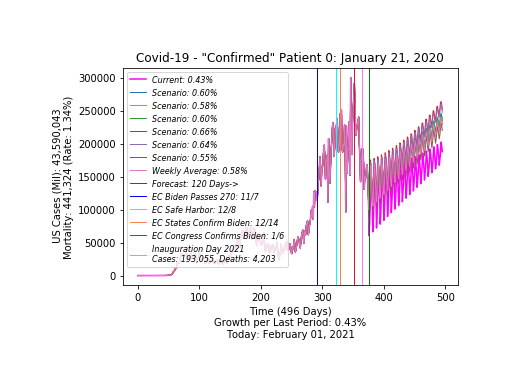 Covid-19 - "Confirmed" Patient 0: January 21, 2020
US Cases (Mil): 43,590,043
Mortality: 441,324 (Rate: 1.34%)
300000
250000
200000
150000
100000
50000
0
Current: 0.43%
Scenario: 0.60%
Scenario: 0.58%
Scenario: 0.60%
Scenario: 0.66%
Scenario: 0.64%
Scenario: 0.55%
Weekly Average: 0.58%
Forecast: 120 Days->
EC Biden Passes 270: 11/7
EC Safe Harbor: 12/8
EC States Confirm Biden: 12/14
EC Congress Confirms Biden: 1/6
Inauguration Day 2021
Cases: 193,055, Deaths: 4,203
0 100 200 300 400 500
Time (496 Days)
Growth per Last Period: 0.43%
Today: February 01, 2021